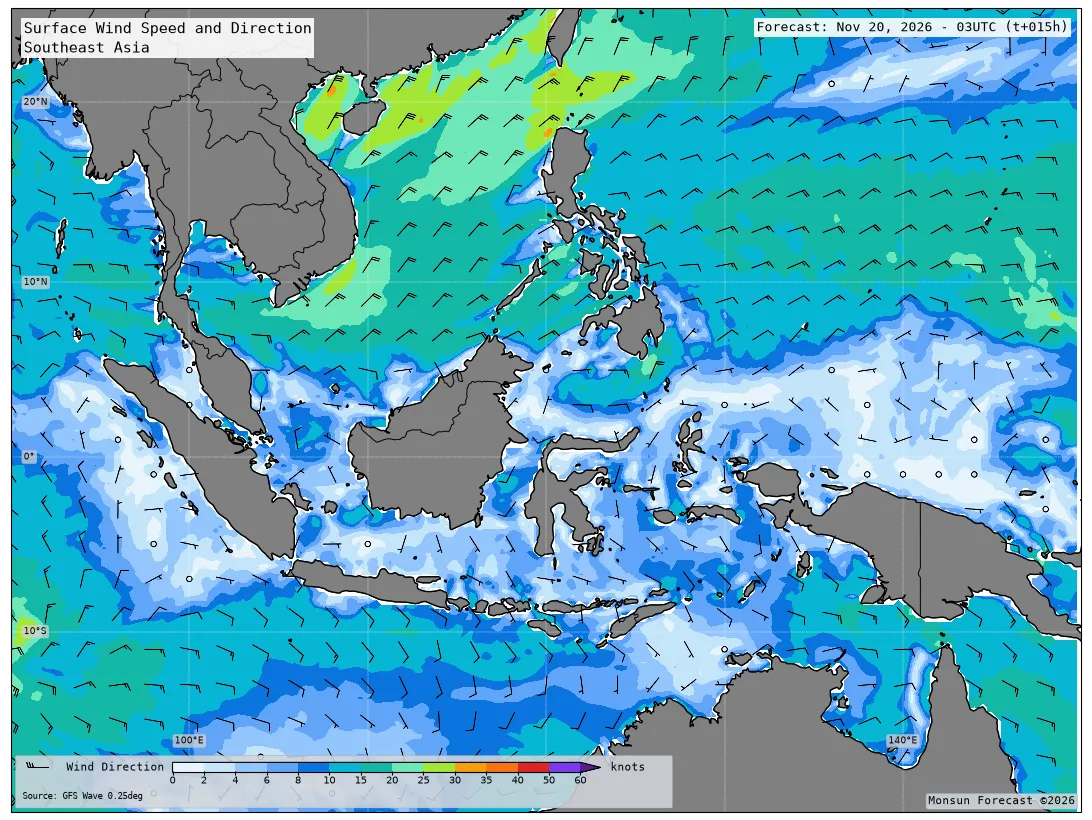 Surface Wind Speed and Direction
Southeast Asia
Forecast: Nov 20, 2026 - 03UTC (t+015h)
20°N
10°N
0°
10°S
100°E
140°E
Wind Direction
0 2 4 6 8 10 15 20 25 30 35 40 50 60
knots
Source: GFS Wave 0.25deg
Monsun Forecast ©2026